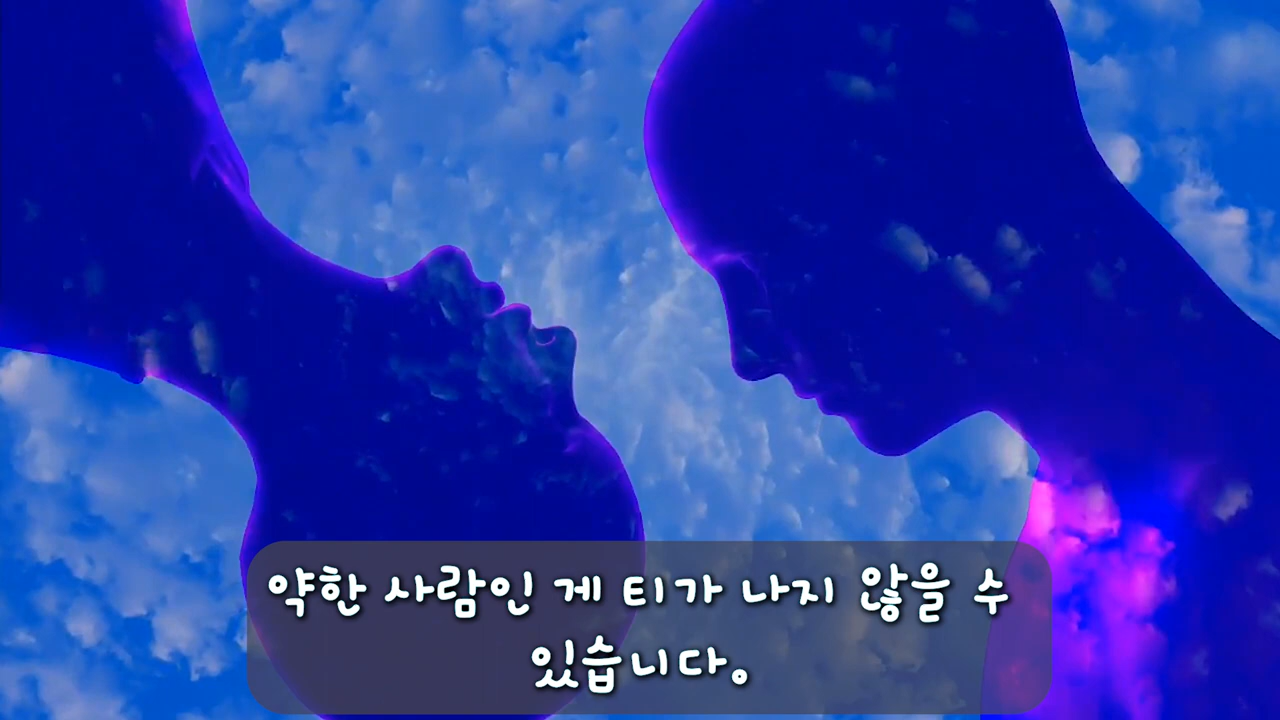 약한 사람인 게 티가 나지 않을 수
있습니다.